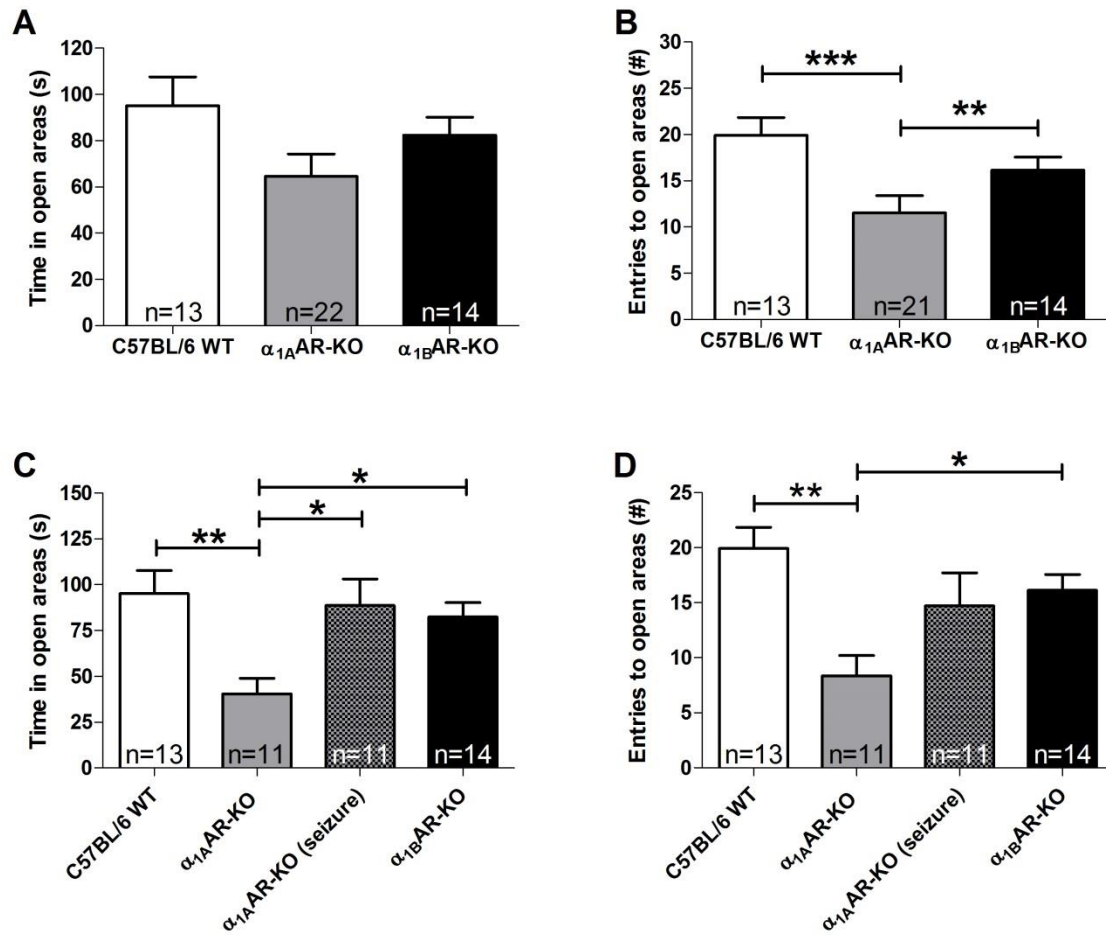 A
Time in open areas (s)
120
100
80
60
40
20
0
n=13
n=22
n=14
C57BL/6 WT
α1AAR-KO
α1BAR-KO
B
Entries to open areas (#)
30
25
20
15
10
5
0
***
**
n=13
n=21
n=14
C57BL/6 WT
α1AAR-KO
α1BAR-KO
C
Time in open areas (s)
150
125
100
75
50
25
0
*
*
**
n=13
n=11
n=11
n=14
C57BL/6 WT
α1AAR-KO
α1AAR-KO (seizure)
α1BAR-KO
D
Entries to open areas (#)
25
20
15
10
5
0
*
**
n=13
n=11
n=11
n=14
C57BL/6 WT
α1AAR-KO
α1AAR-KO (seizure)
α1BAR-KO